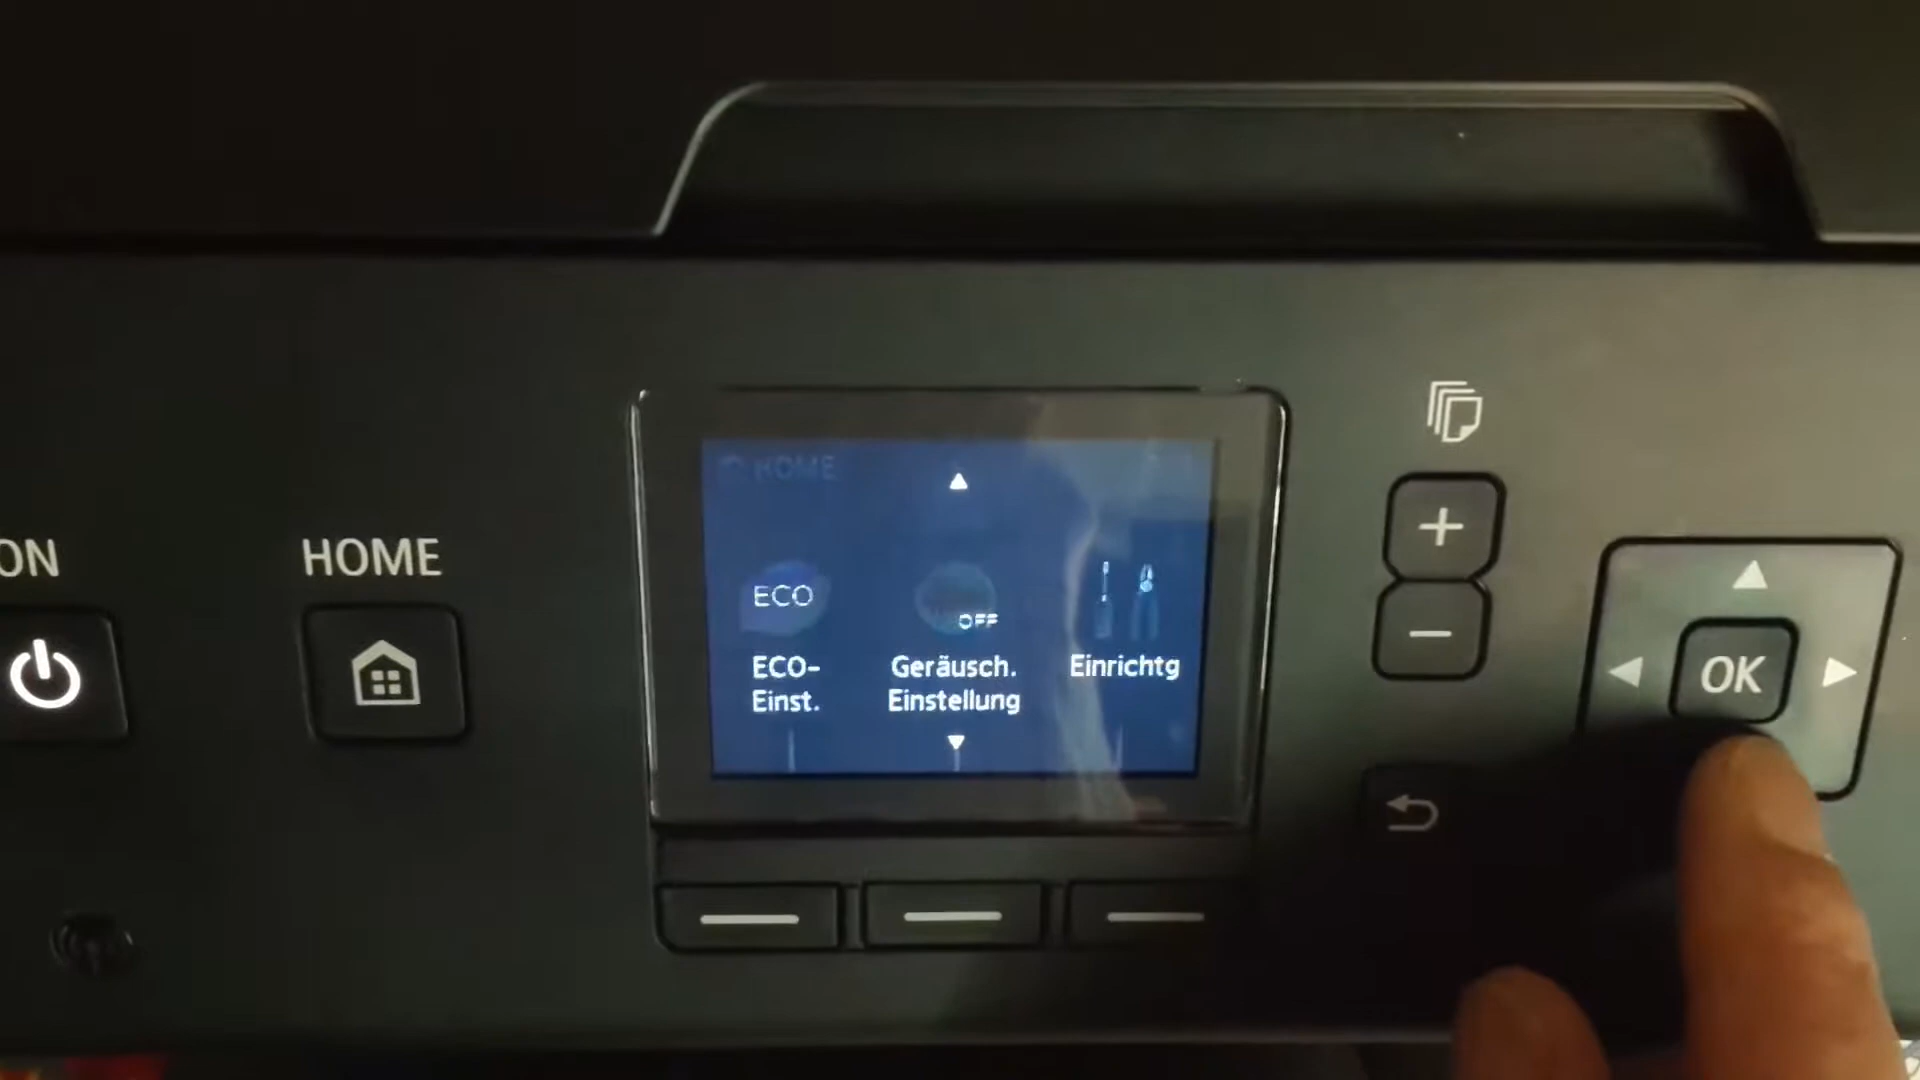 HOME
ON
HOME
ECO
OFF
ECO-
Einst.
Geräusch.
Einstellung
Einrichtg
OK